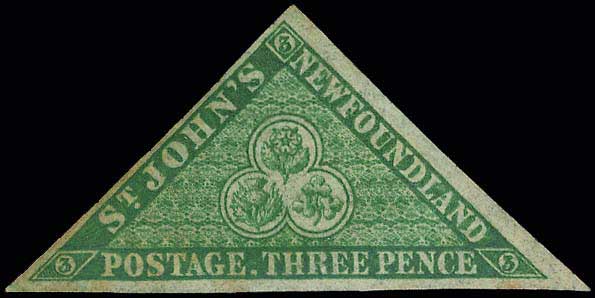 3
ST. JOHN'S
NEWFOUNDLAND
3
POSTAGE. THREE PENCE
3